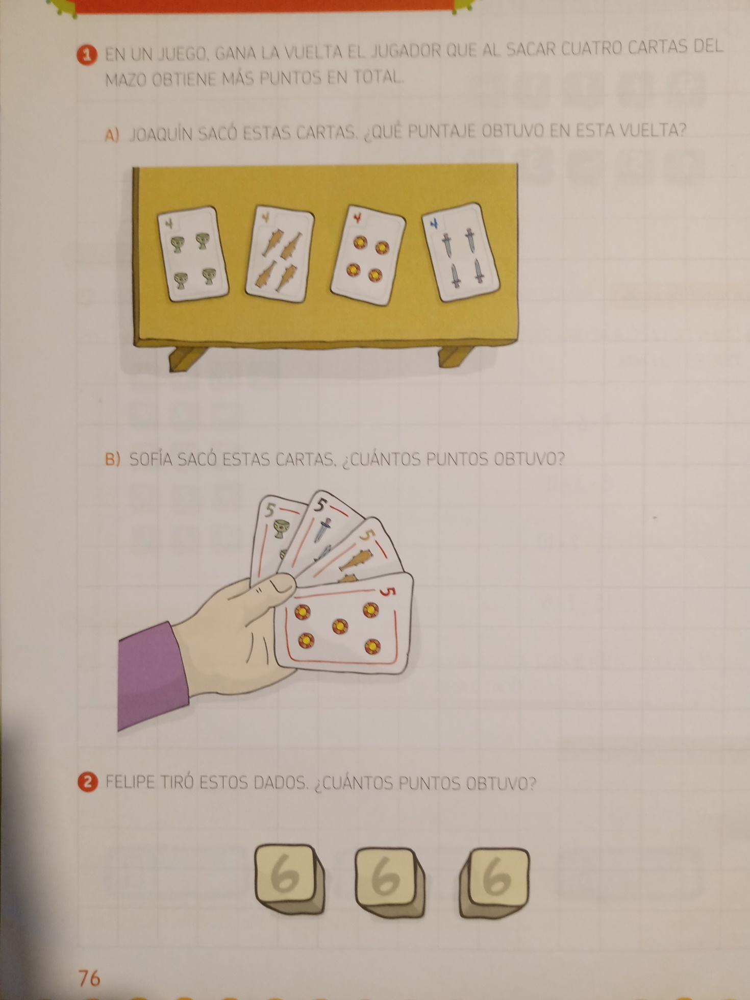 1 EN UN JUEGO, GANA LA VUELTA EL JUGADOR QUE AL SACAR CUATRO CARTAS DEL
MAZO OBTIENE MÁS PUNTOS EN TOTAL.
A) JOAQUÍN SACÓ ESTAS CARTAS. ¿QUÉ PUNTAJE OBTUVO EN ESTA VUELTA?
4 4 4 4
B) SOFÍA SACÓ ESTAS CARTAS. ¿CUÁNTOS PUNTOS OBTUVO?
5 5 5 5
2 FELIPE TIRÓ ESTOS DADOS. ¿CUÁNTOS PUNTOS OBTUVO?
6 6 6
76